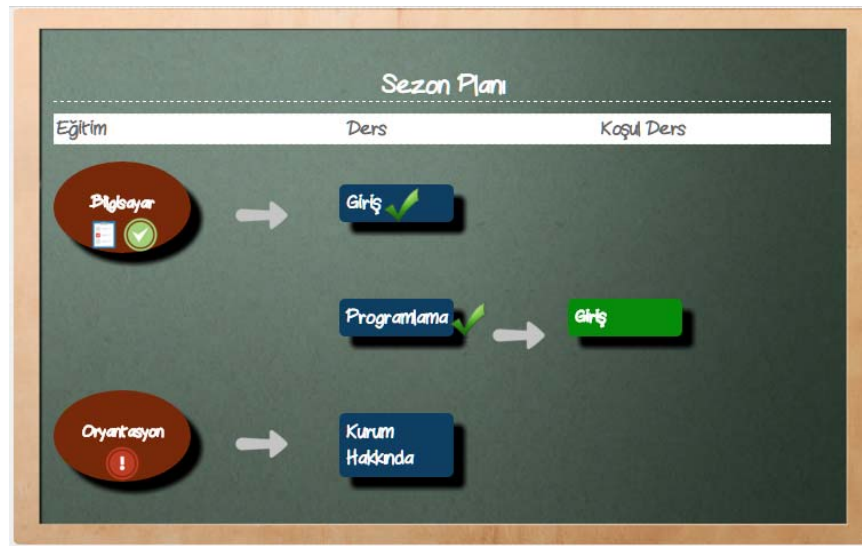 Sezon Planı
Eğitim Ders Koşul Ders
Bilgisayar
Giriş
Programlama
Giriş
Oryantasyon
Kurum
Hakkında